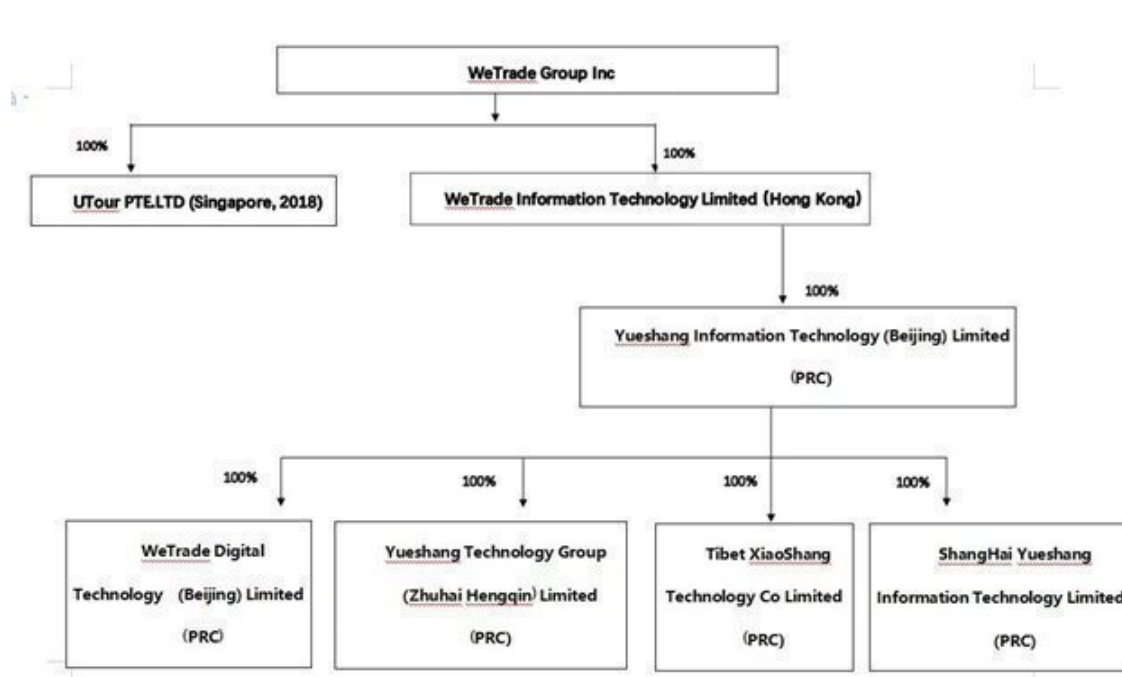 WeTrade Group Inc
100%
100%
UTour PTE.LTD (Singapore, 2018)
WeTrade Information Technology Limited (Hong Kong)
100%
Yueshang Information Technology (Beijing) Limited
(PRC)
100%
100%
100%
100%
WeTrade Digital
Technology (Beijing) Limited
(PRC)
Yueshang Technology Group
(Zhuhai Hengqin) Limited
(PRC)
Tibet XiaoShang
Technology Co Limited
(PRC)
ShangHai Yueshang
Information Technology Limited
(PRC)